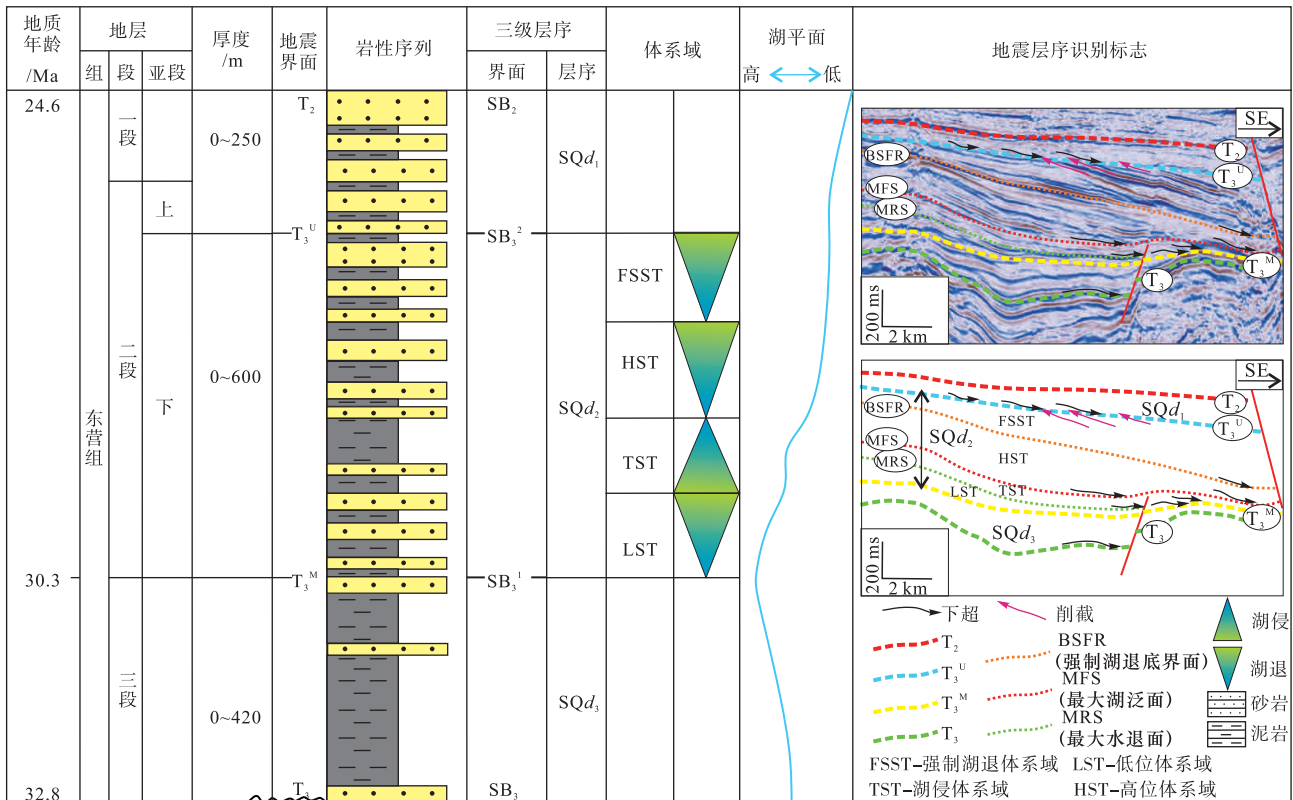 地质年龄/Ma
地层
组
段
亚段
厚度/m
地震界面
岩性序列
三级层序
界面
层序
体系域
湖平面
高
低
地震层序识别标志
24.6
30.3
32.8
东营组
一段
二段
三段
上
下
0~250
0~600
0~420
T₂
T₃ᵁ
T₃ᴹ
T₃
SB₂
SB₃²
SB₃¹
SB₃
SQd₁
SQd₂
SQd₃
FSST
HST
TST
LST
SE
BSFR
MFS
MRS
T₂
T₃ᵁ
T₃ᴹ
T₃
200 ms
2 km
SE
BSFR
MFS
MRS
SQd₂
FSST
SQd₁
HST
LST
TST
SQd₃
T₂
T₃ᵁ
T₃ᴹ
T₃
200 ms
2 km
下超
削截
湖侵
T₂
BSFR
(强制湖退底界面)
湖退
T₃ᵁ
MFS
(最大湖泛面)
砂岩
T₃ᴹ
MRS
(最大水退面)
泥岩
T₃
FSST–强制湖退体系域 LST–低位体系域
TST–湖侵体系域 HST–高位体系域